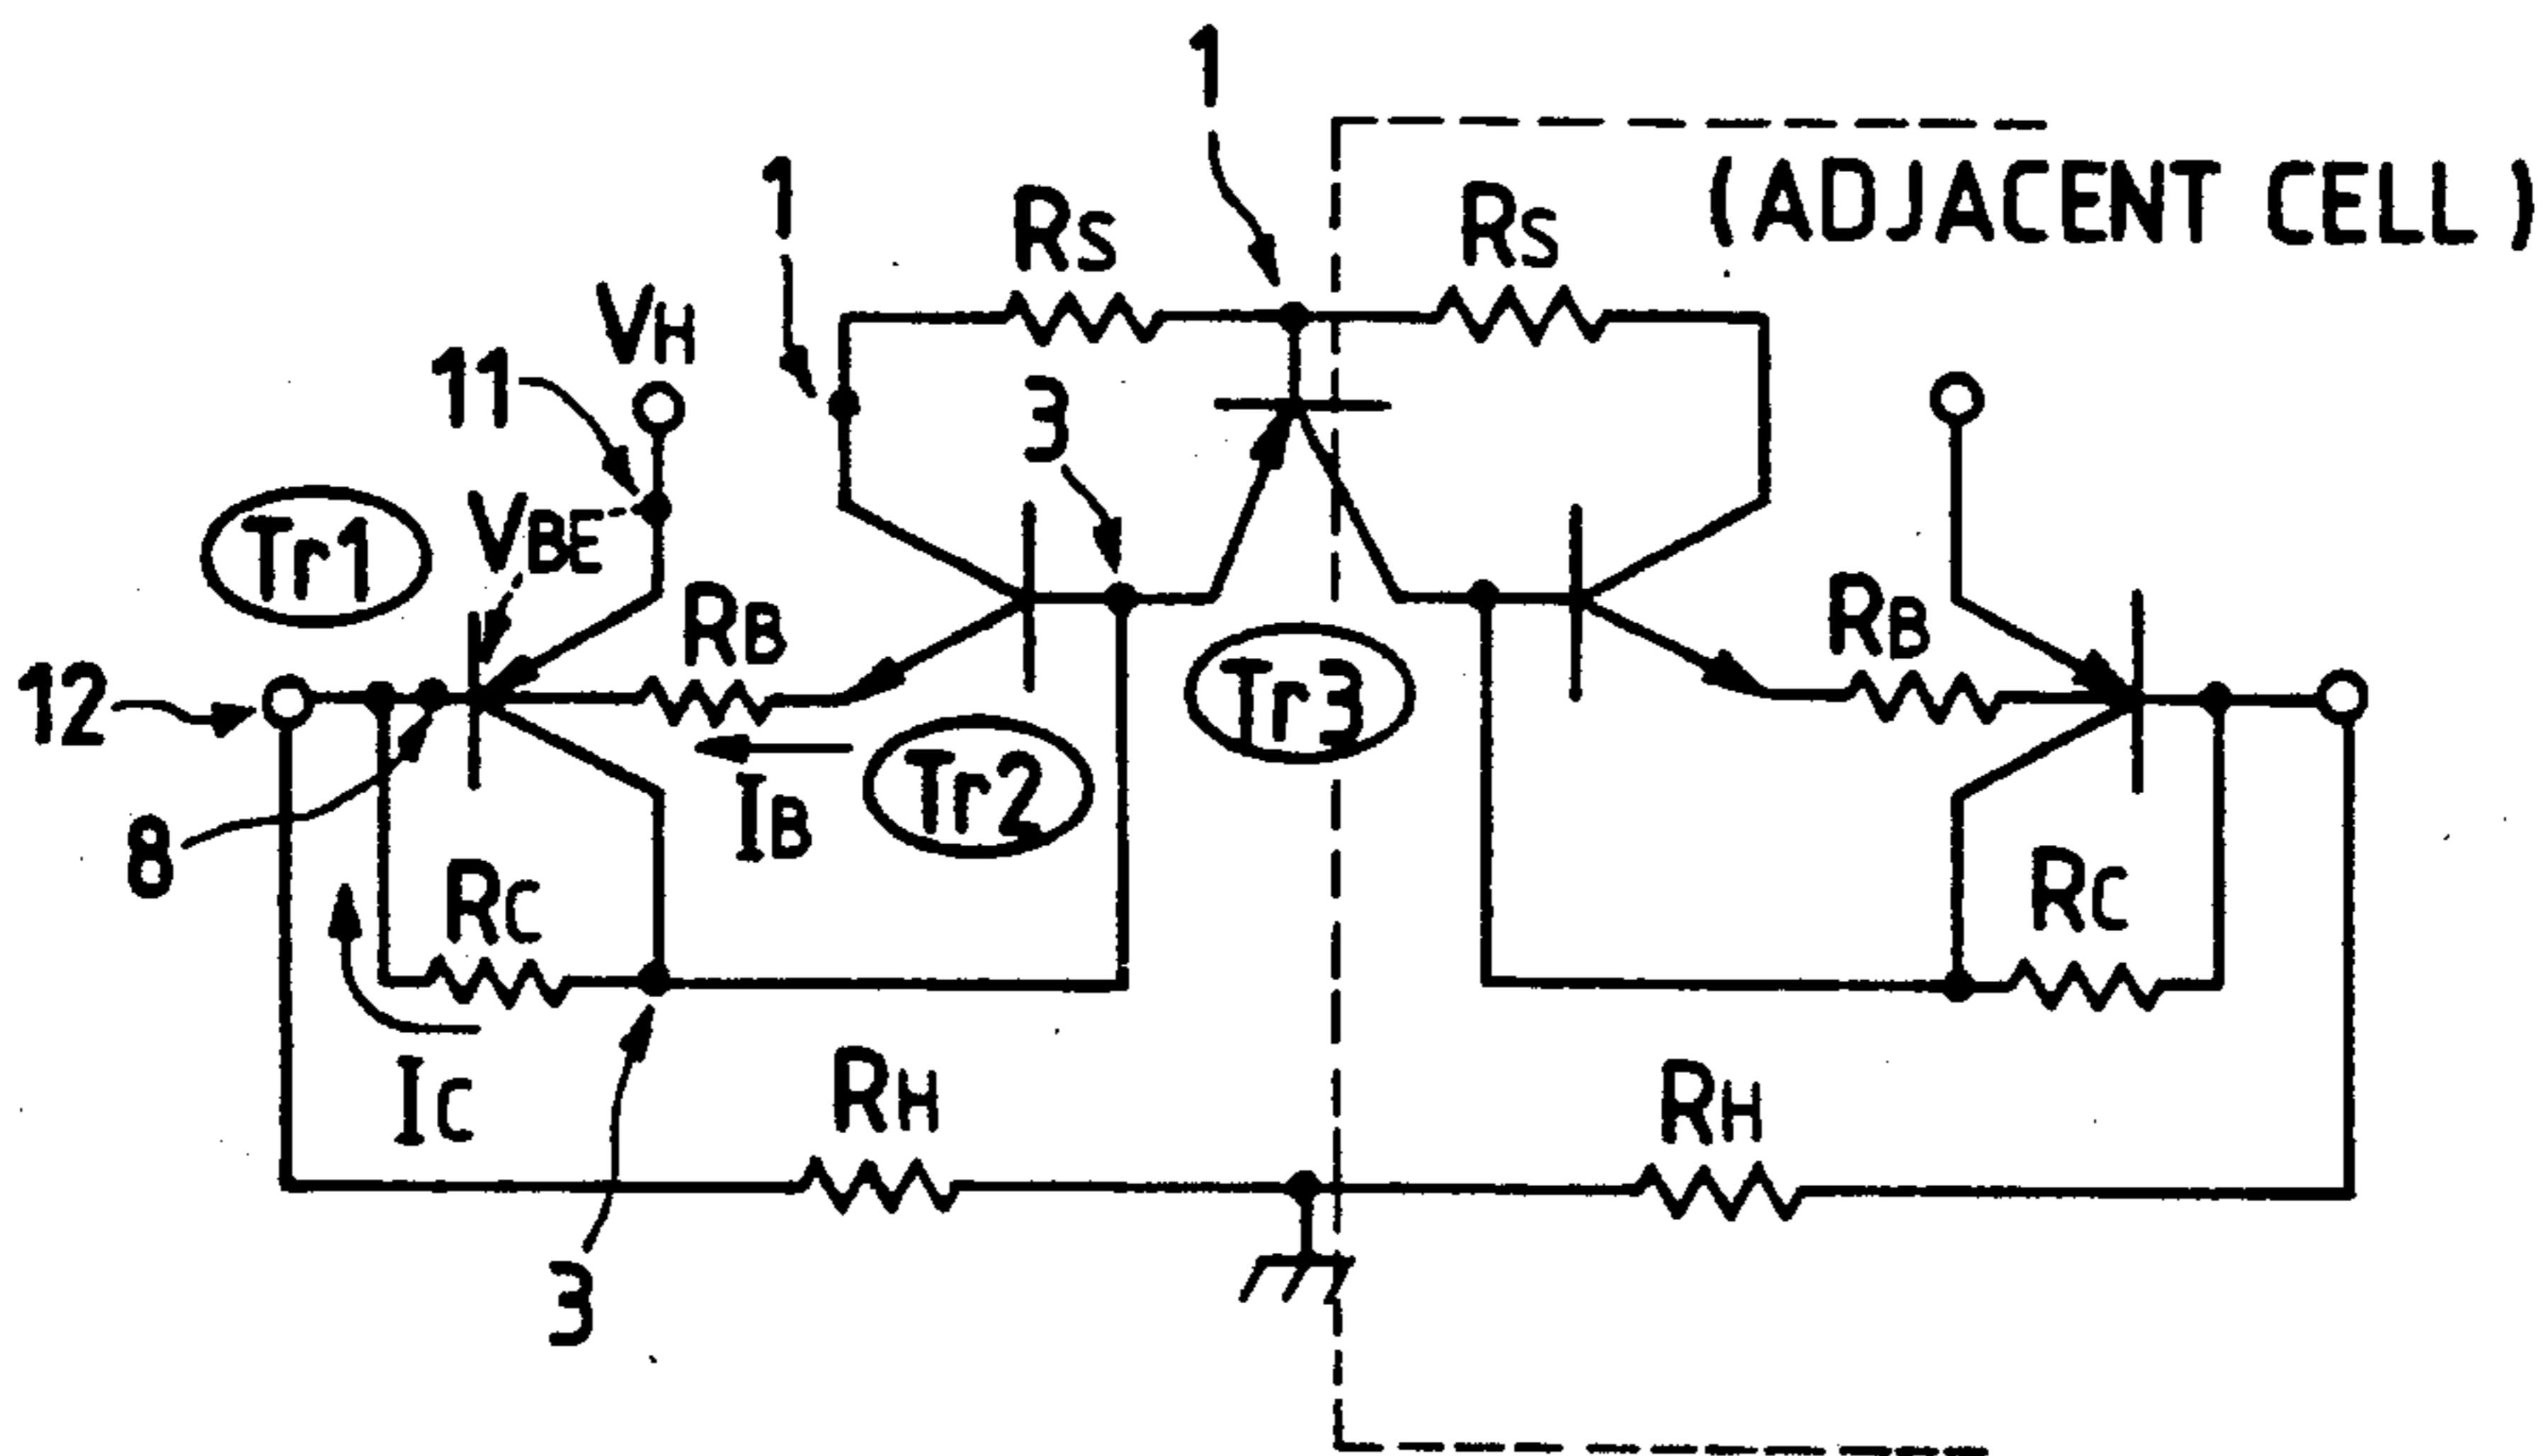 1
(ADJACENT CELL)
1
RS
RS
VH
11
3
VBE
Tr1
RB
RB
12
Tr3
Tr2
IB
8
RC
RC
IC
RH
RH
3